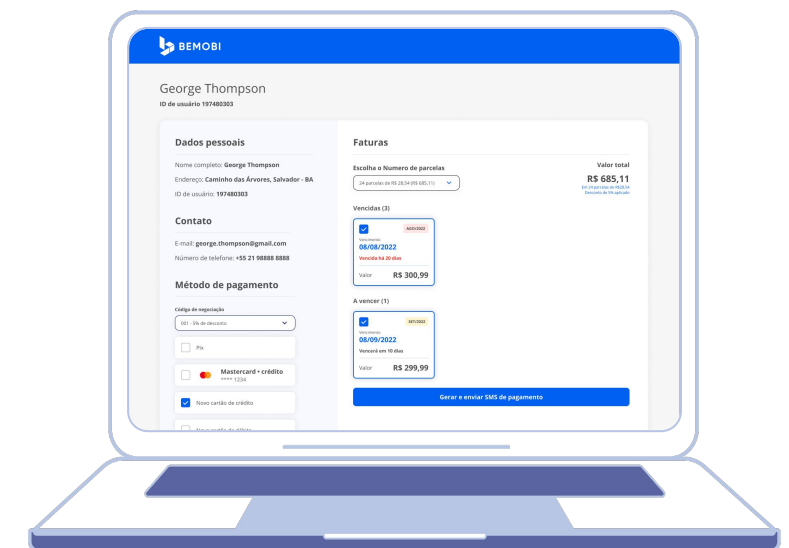 BEMOBI
George Thompson
ID de usuário 197480303
Dados pessoais
Nome completo: George Thompson
Endereço: Caminho das Árvores, Salvador - BA
ID de usuário: 197480303
Contato
E-mail: george.thompson@gmail.com
Número de telefone: +55 21 98888 8888
Método de pagamento
Código de negociação
001 - 5% de desconto
Pix
Mastercard • crédito
**** 1234
Novo cartão de crédito
Novo cartão de débito
Faturas
Escolha o Numero de parcelas
24 parcelas de R$ 28,54 (R$ 685,11)
Valor total
R$ 685,11
Em 24 parcelas de R$28,54
Desconto de 5% aplicado
Vencidas (3)
AGO/2022
Vencimento
08/08/2022
Vencida há 20 dias
Valor R$ 300,99
A vencer (1)
SET/2022
Vencimento
08/09/2022
Vencerá em 10 dias
Valor R$ 299,99
Gerar e enviar SMS de pagamento